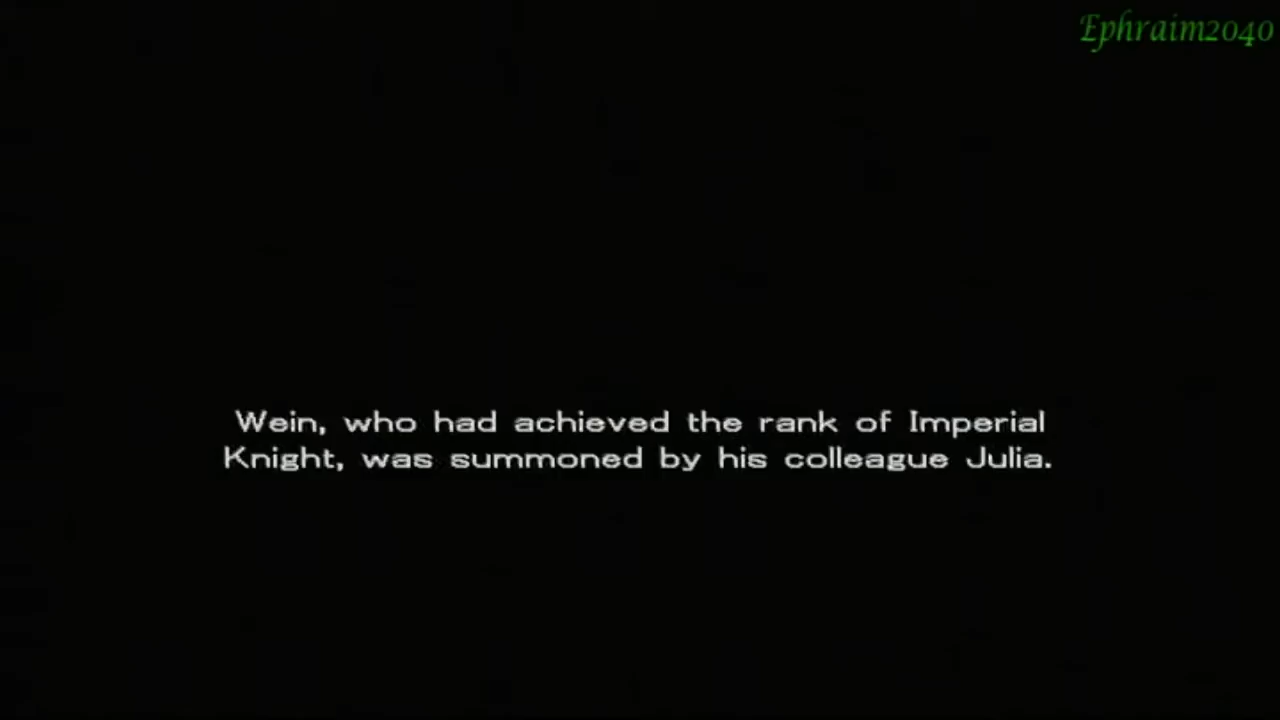 Ephraim2040
Wein, who had achieved the rank of Imperial
Knight, was summoned by his colleague Julia.